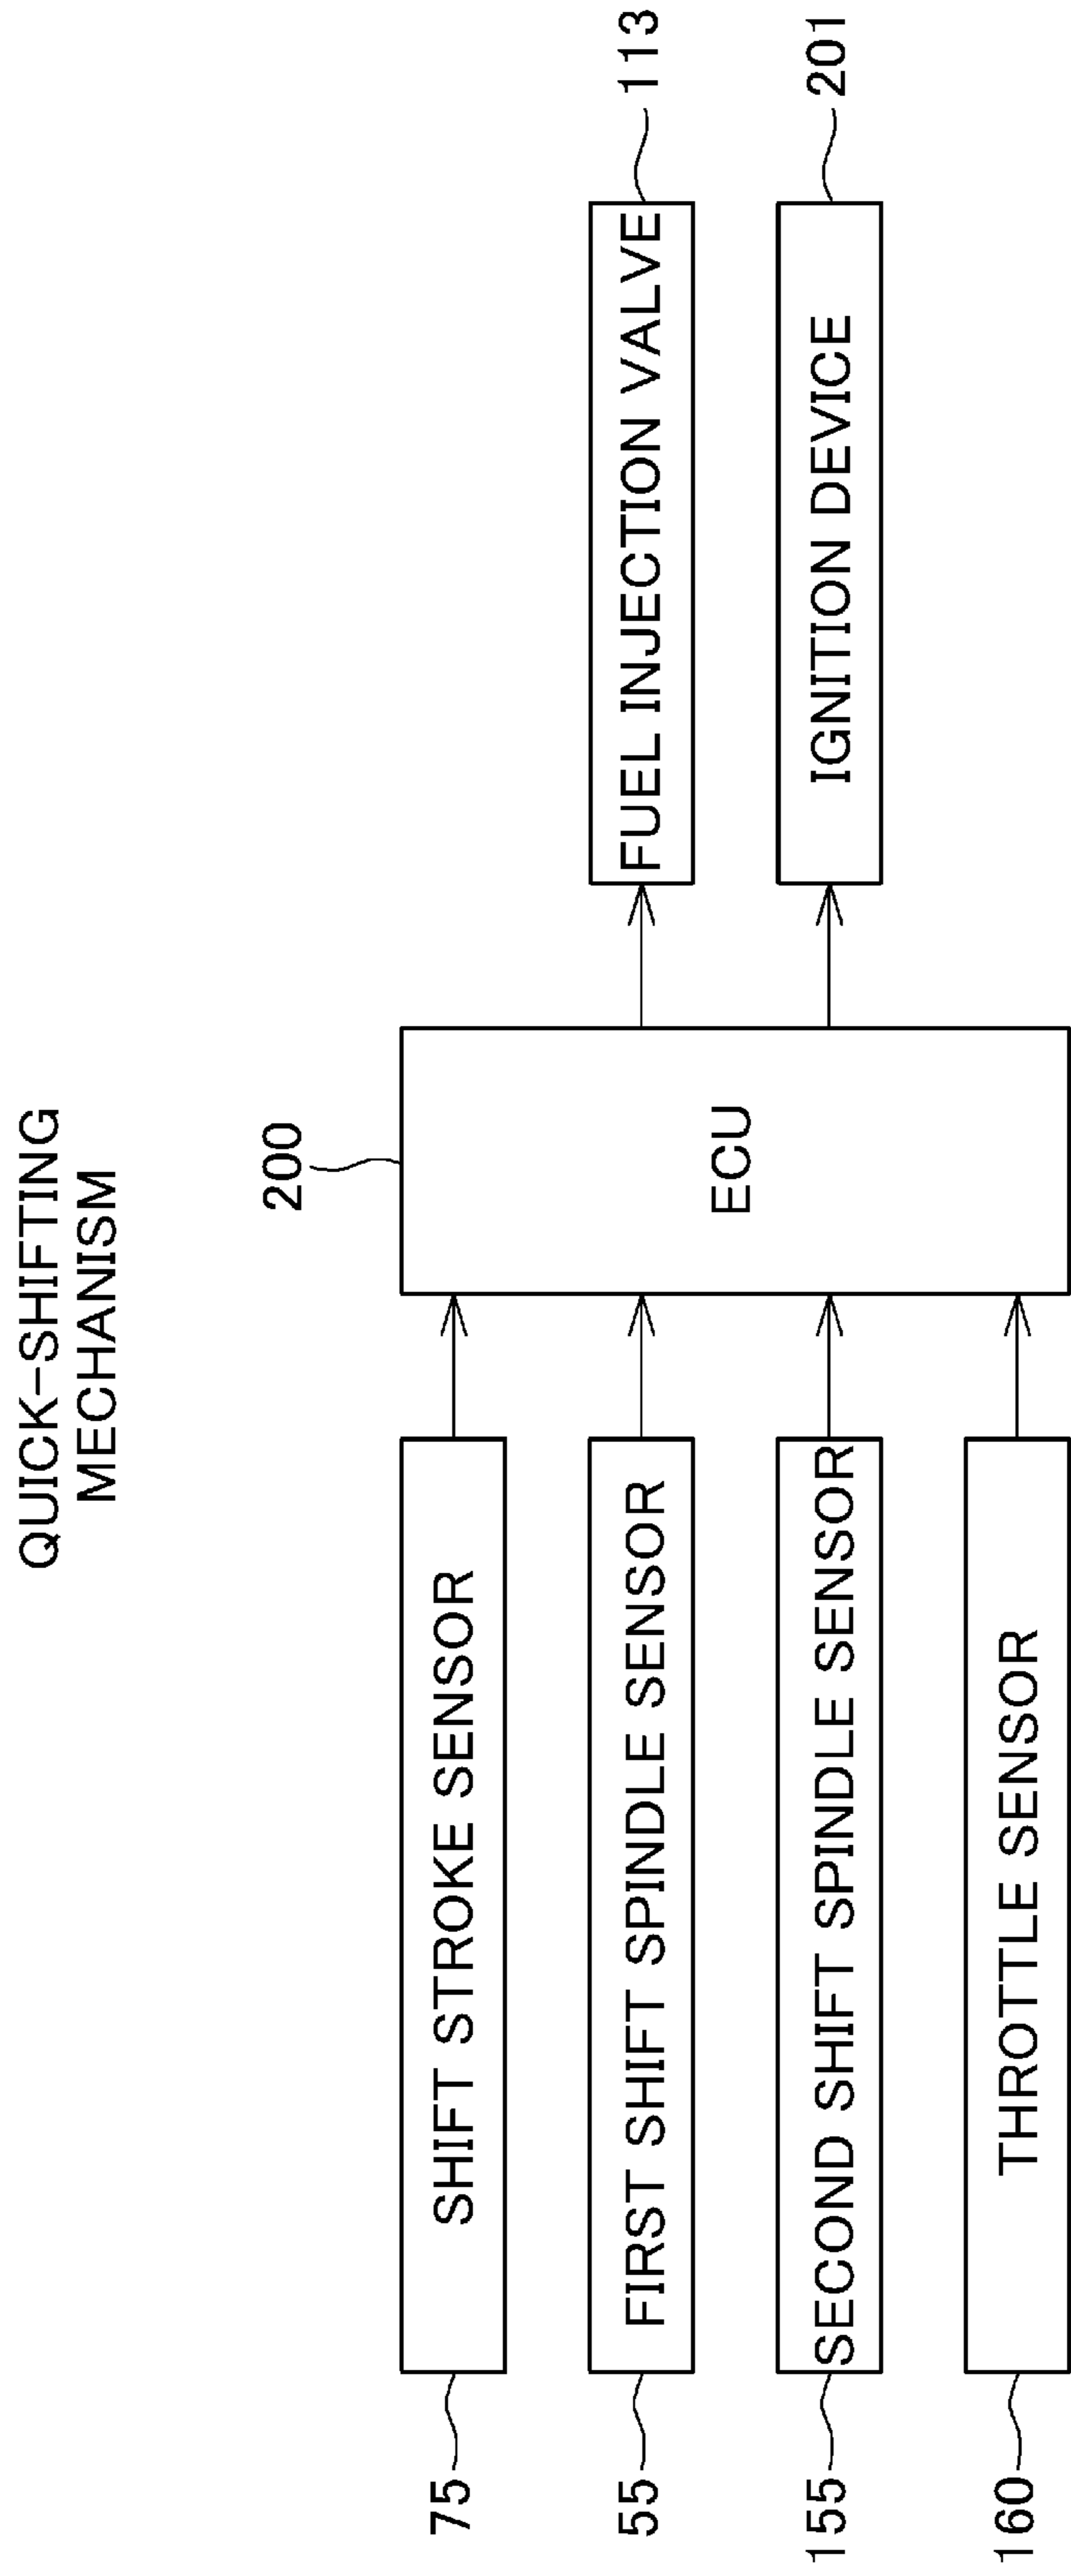 QUICK-SHIFTING
MECHANISM
200
75
SHIFT STROKE SENSOR
55
FIRST SHIFT SPINDLE SENSOR
155
SECOND SHIFT SPINDLE SENSOR
160
THROTTLE SENSOR
ECU
FUEL INJECTION VALVE
113
IGNITION DEVICE
201